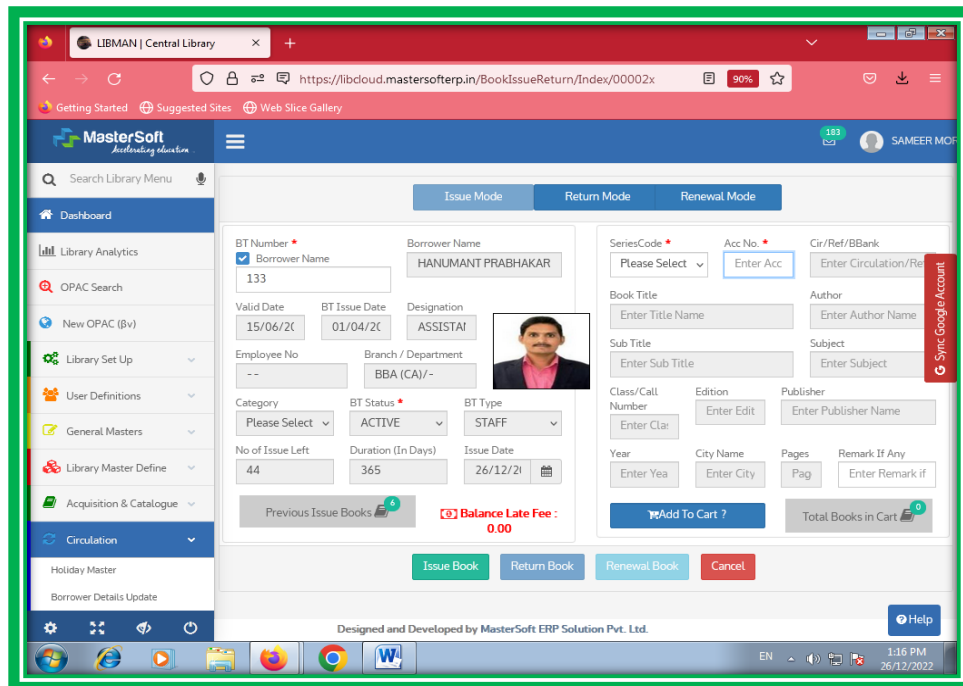 LIBMAN | Central Library
https://libcloud.mastersofterp.in/BookIssueReturn/Index/00002x
90%
Getting Started Suggested Sites Web Slice Gallery
MasterSoft
Accelerating education...
183
SAMEER MOR
Search Library Menu
Dashboard
Library Analytics
OPAC Search
New OPAC (βv)
Library Set Up
User Definitions
General Masters
Library Master Define
Acquisition & Catalogue
Circulation
Holiday Master
Borrower Details Update
Issue Mode Return Mode Renewal Mode
BT Number * Borrower Name
Borrower Name
HANUMANT PRABHAKAR
133
Valid Date BT Issue Date Designation
15/06/20 01/04/20 ASSISTAN
Employee No Branch / Department
-- BBA (CA)/-
Category BT Status * BT Type
Please Select ACTIVE STAFF
No of Issue Left Duration (In Days) Issue Date
44 365 26/12/20
Previous Issue Books 6
Balance Late Fee :
0.00
SeriesCode * Acc No. * Cir/Ref/BBank
Please Select Enter Acc Enter Circulation/Re
Book Title Author
Enter Title Name Enter Author Name
Sub Title Subject
Enter Sub Title Enter Subject
Class/Call Number Edition Publisher
Enter Clas Enter Edit Enter Publisher Name
Year City Name Pages Remark If Any
Enter Yea Enter City Pag Enter Remark if
Add To Cart ? Total Books in Cart 0
Sync Google Account
Issue Book Return Book Renewal Book Cancel
Designed and Developed by MasterSoft ERP Solution Pvt. Ltd.
Help
EN
1:16 PM
26/12/2022